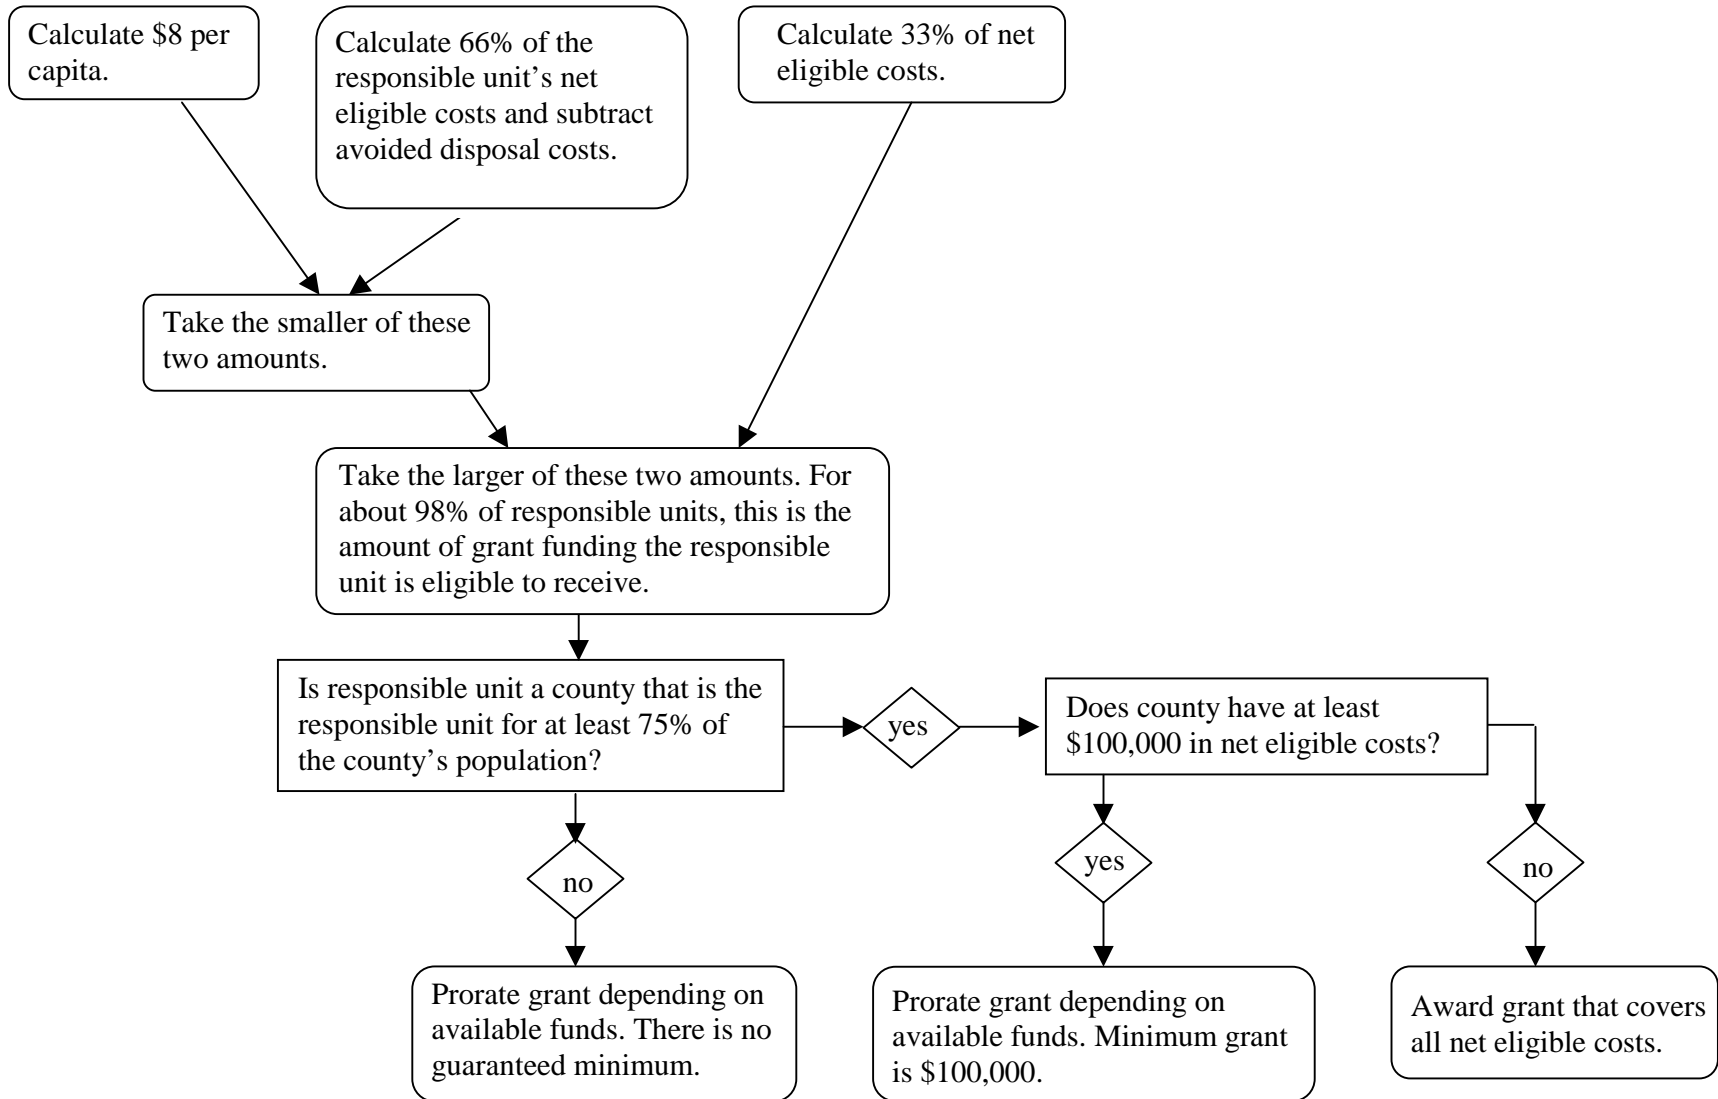 Calculate $8 per
capita.
Calculate 66% of the
responsible unit’s net
eligible costs and subtract
avoided disposal costs.
Calculate 33% of net
eligible costs.
Take the smaller of these
two amounts.
Take the larger of these two amounts. For
about 98% of responsible units, this is the
amount of grant funding the responsible
unit is eligible to receive.
Is responsible unit a county that is the
responsible unit for at least 75% of
the county’s population?
yes
Does county have at least
$100,000 in net eligible costs?
no
yes
no
Prorate grant depending on
available funds. There is no
guaranteed minimum.
Prorate grant depending on
available funds. Minimum grant
is $100,000.
Award grant that covers
all net eligible costs.